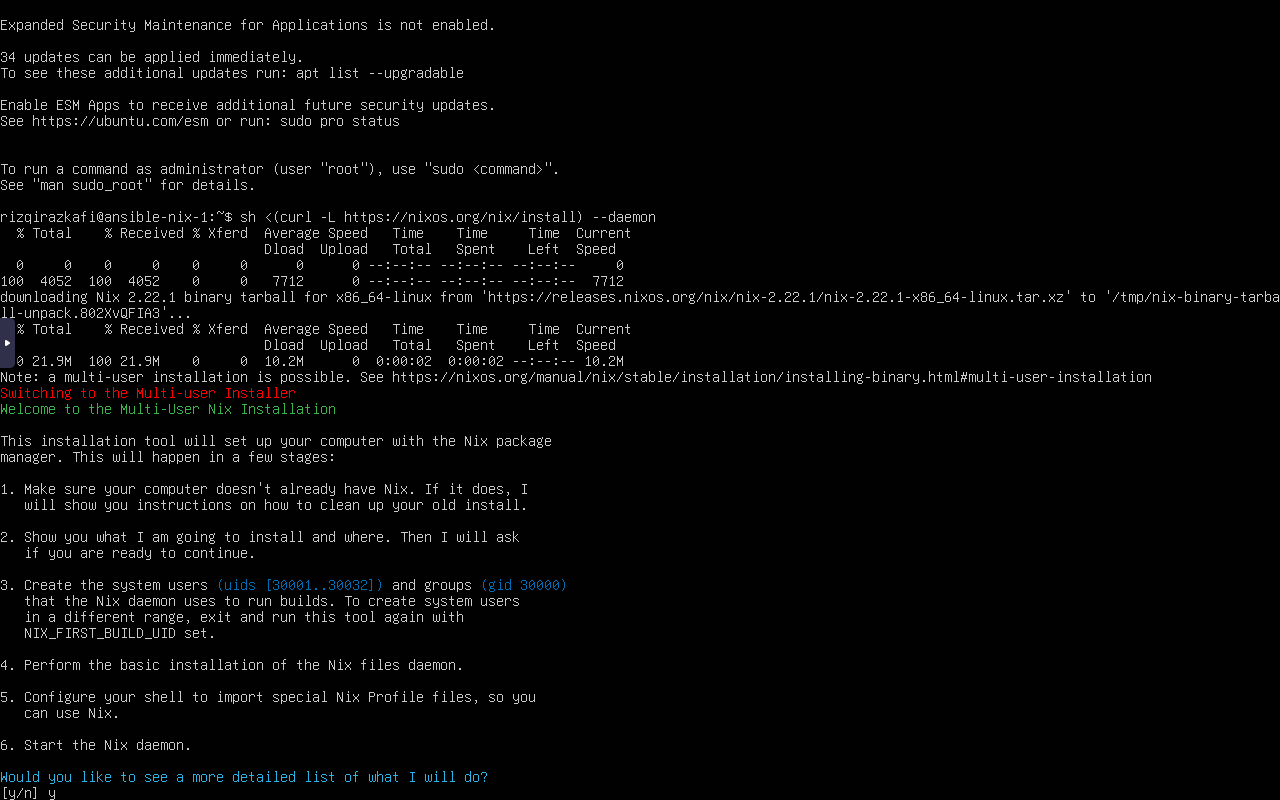 Expanded Security Maintenance for Applications is not enabled.
34 updates can be applied immediately.
To see these additional updates run: apt list --upgradable
Enable ESM Apps to receive additional future security updates.
See https://ubuntu.com/esm or run: sudo pro status
To run a command as administrator (user "root"), use "sudo <command>".
See "man sudo_root" for details.
rizqirazkafi@ansible-nix-1:~$ sh <(curl -L https://nixos.org/nix/install) --daemon
  % Total    % Received % Xferd  Average Speed   Time    Time     Time  Current
                                 Dload  Upload   Total   Spent    Left  Speed
  0     0    0     0    0     0      0      0 --:--:-- --:--:-- --:--:--     0
100  4052  100  4052    0     0   7712      0 --:--:-- --:--:-- --:--:--  7712
downloading Nix 2.22.1 binary tarball for x86_64-linux from 'https://releases.nixos.org/nix/nix-2.22.1/nix-2.22.1-x86_64-linux.tar.xz' to '/tmp/nix-binary-tarba
ll-unpack.802XvQFIA3'...
  % Total    % Received % Xferd  Average Speed   Time    Time     Time  Current
                                 Dload  Upload   Total   Spent    Left  Speed
  0 21.9M  100 21.9M    0     0  10.2M      0  0:00:02  0:00:02 --:--:-- 10.2M
Note: a multi-user installation is possible. See https://nixos.org/manual/nix/stable/installation/installing-binary.html#multi-user-installation
Switching to the Multi-user Installer
Welcome to the Multi-User Nix Installation
This installation tool will set up your computer with the Nix package
manager. This will happen in a few stages:
1. Make sure your computer doesn't already have Nix. If it does, I
   will show you instructions on how to clean up your old install.
2. Show you what I am going to install and where. Then I will ask
   if you are ready to continue.
3. Create the system users (uids [30001..30032]) and groups (gid 30000)
   that the Nix daemon uses to run builds. To create system users
   in a different range, exit and run this tool again with
   NIX_FIRST_BUILD_UID set.
4. Perform the basic installation of the Nix files daemon.
5. Configure your shell to import special Nix Profile files, so you
   can use Nix.
6. Start the Nix daemon.
Would you like to see a more detailed list of what I will do?
[y/n] y